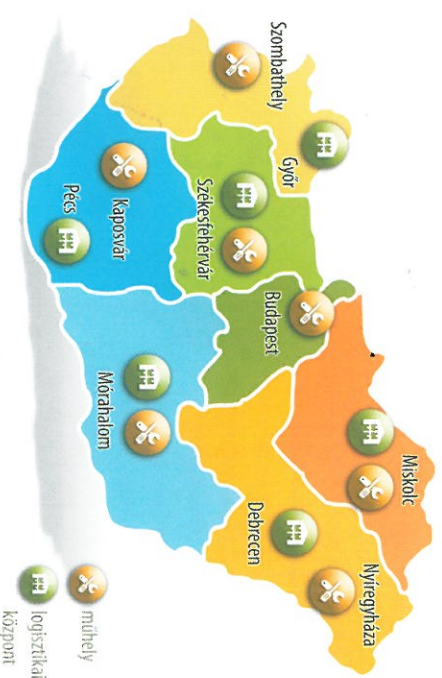 Szombathely
Győr
Székesfehérvár
Budapest
Miskolc
Nyíregyháza
Debrecen
Kaposvár
Pécs
Mórahalom
műhely
logisztikai
központ